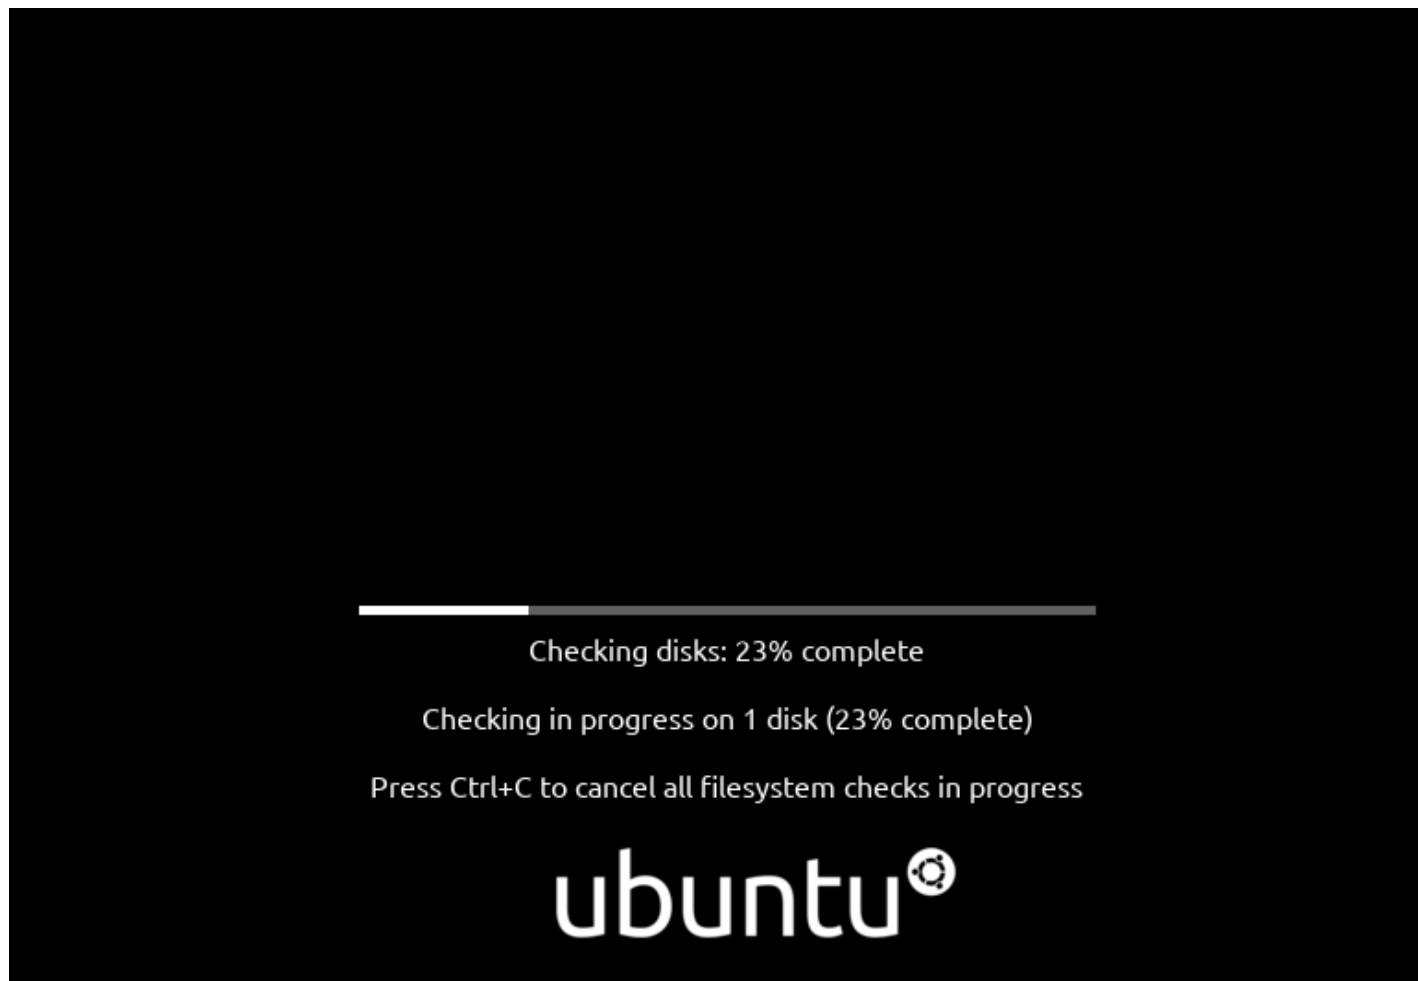 Checking disks: 23% complete
Checking in progress on 1 disk (23% complete)
Press Ctrl+C to cancel all filesystem checks in progress
ubuntu